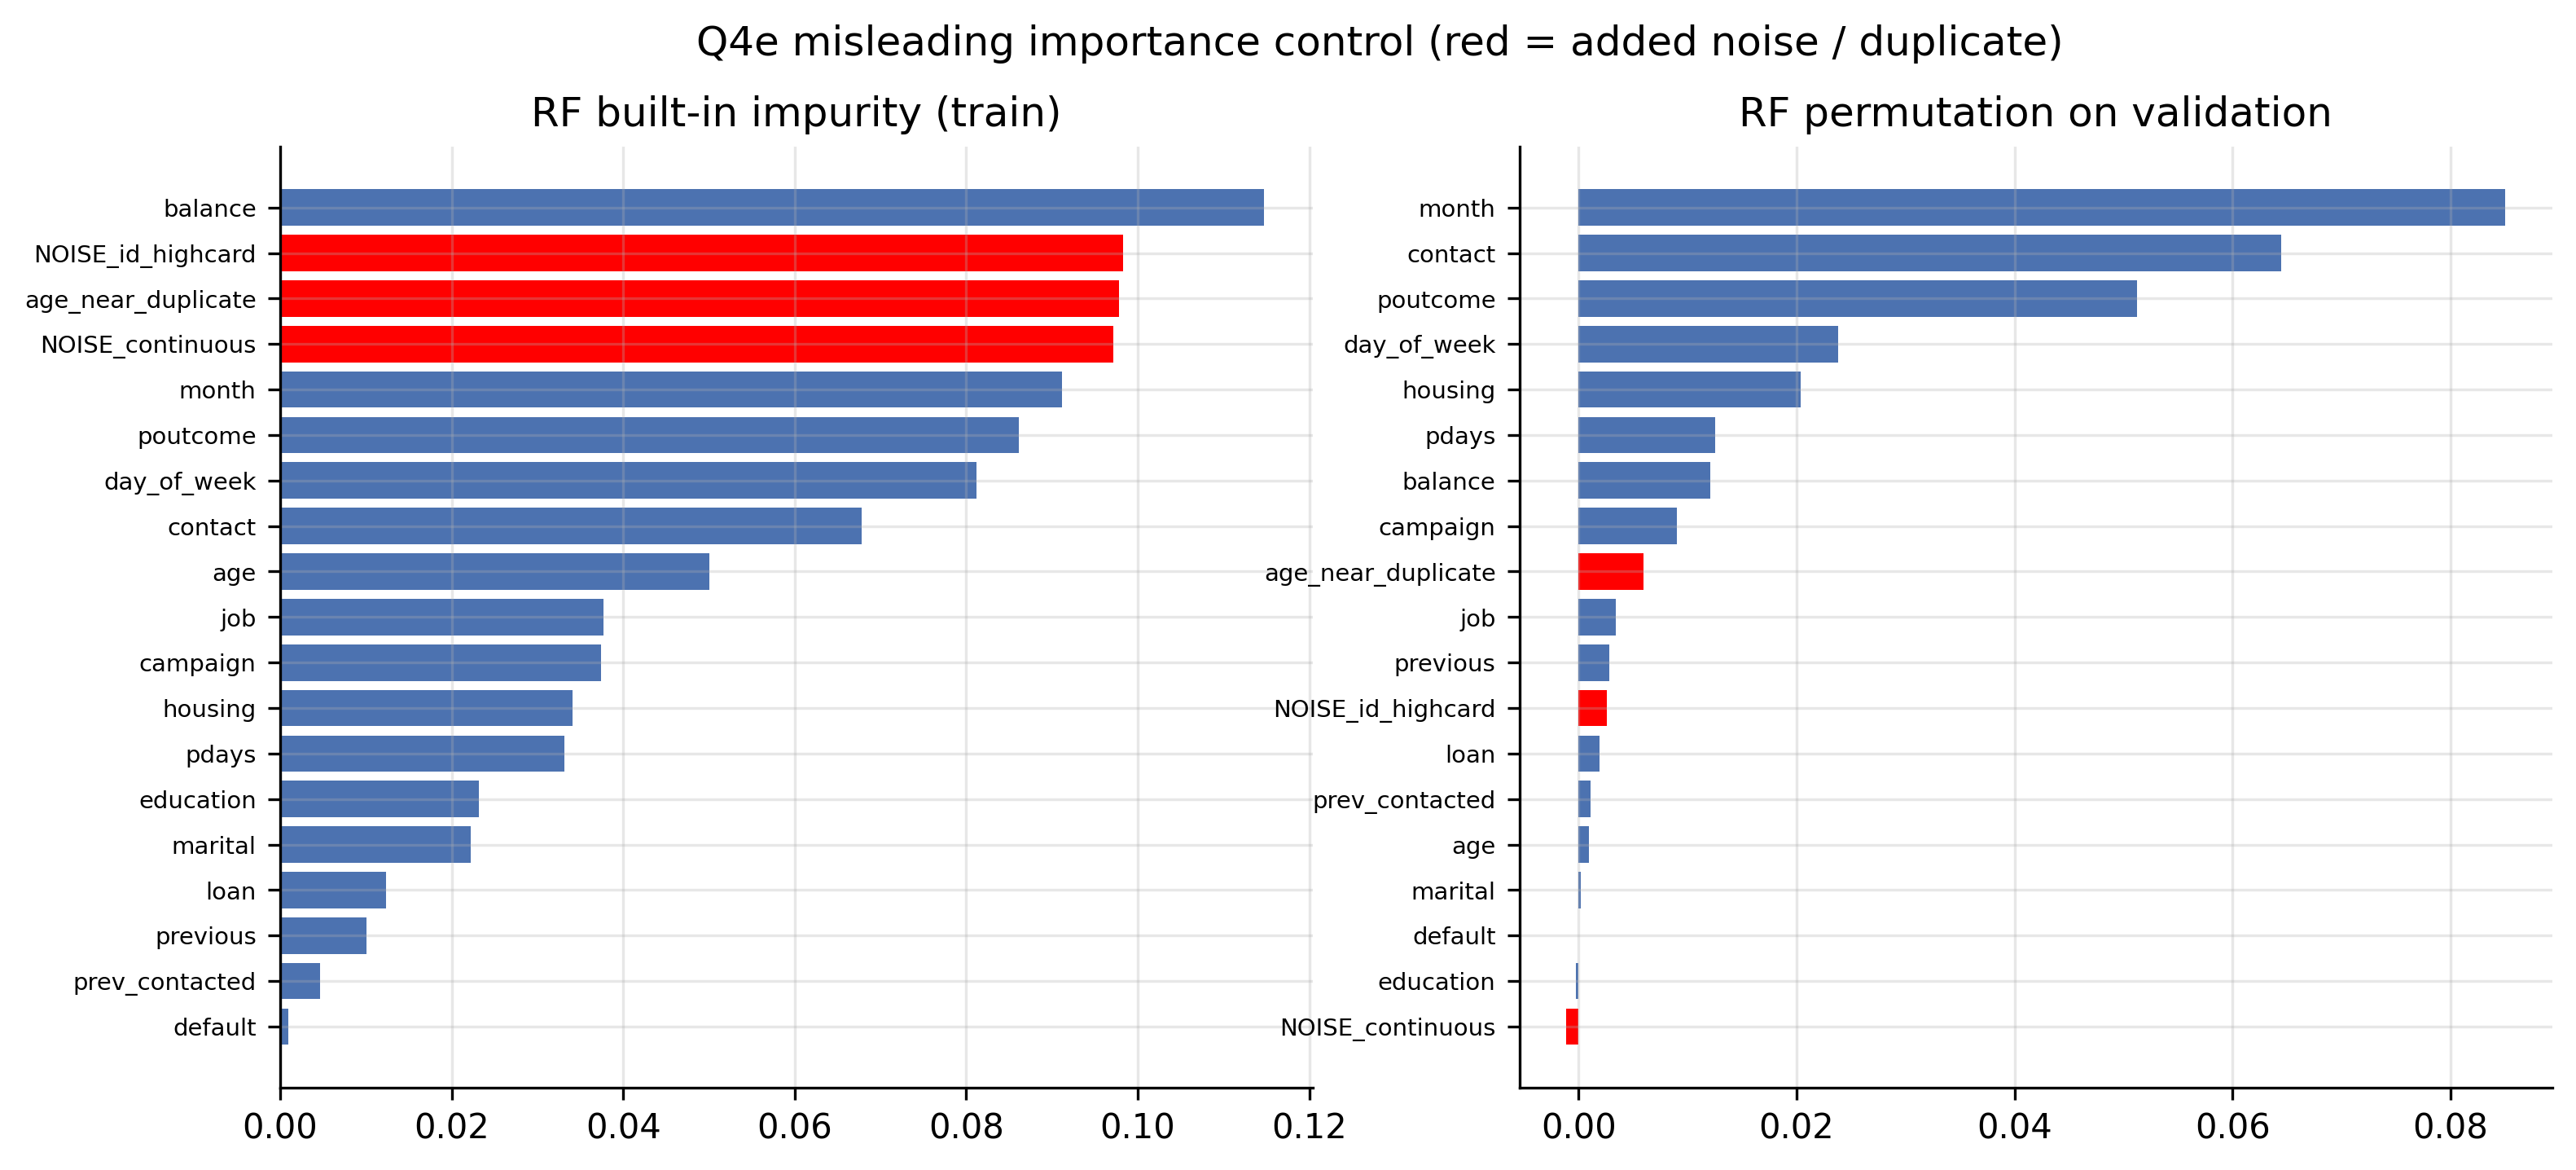 Q4e misleading importance control (red = added noise / duplicate)
RF built-in impurity (train)
balance
NOISE_id_highcard
age_near_duplicate
NOISE_continuous
month
poutcome
day_of_week
contact
age
job
campaign
housing
pdays
education
marital
loan
previous
prev_contacted
default
0.00 0.02 0.04 0.06 0.08 0.10 0.12
RF permutation on validation
month
contact
poutcome
day_of_week
housing
pdays
balance
campaign
age_near_duplicate
job
previous
NOISE_id_highcard
loan
prev_contacted
age
marital
default
education
NOISE_continuous
0.00 0.02 0.04 0.06 0.08